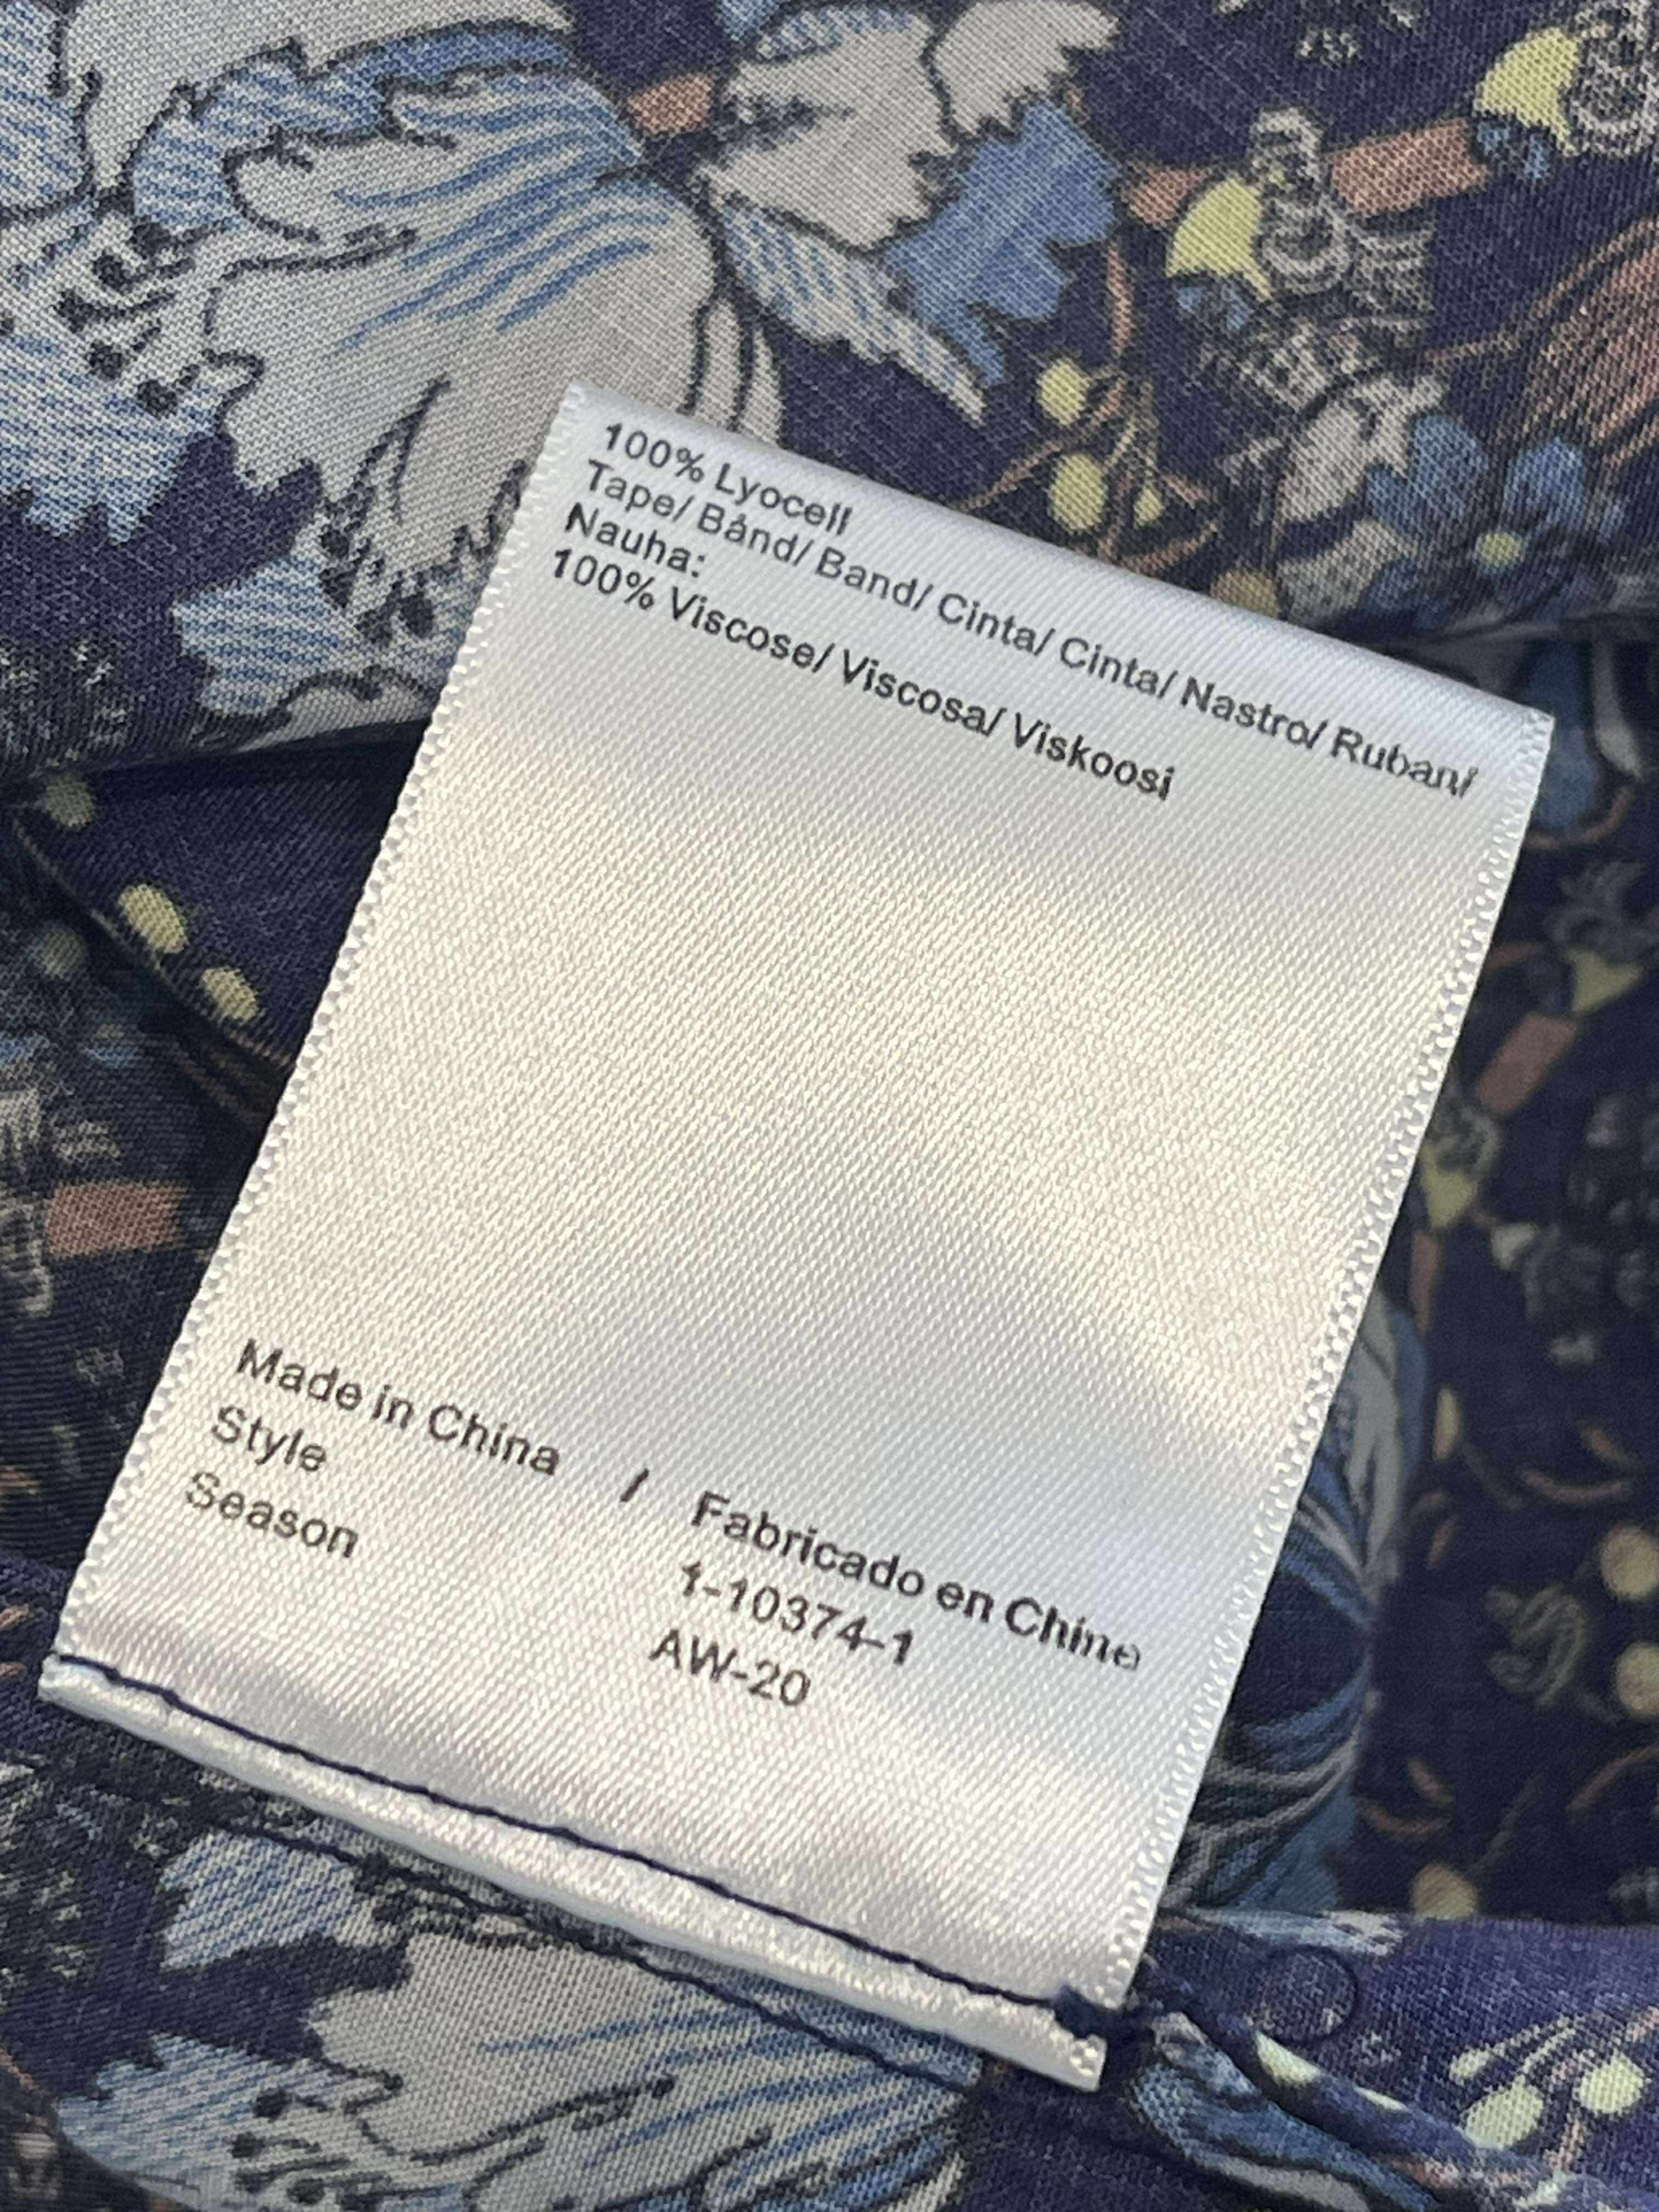 100% Lyocell
Tape/ Bånd/ Band/ Cinta/ Cinta/ Nastro/ Ruban/
Nauha:
100% Viscose/ Viscosa/ Viskoosi
Made in China / Fabricado en Chine
Style 1-10374-1
Season AW-20